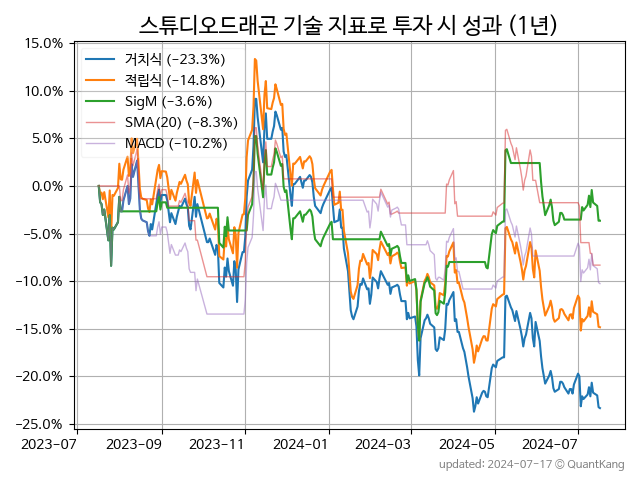 스튜디오드래곤 기술 지표로 투자 시 성과 (1년)
15.0%
10.0%
5.0%
0.0%
−5.0%
−10.0%
−15.0%
−20.0%
−25.0%
거치식 (−23.3%)
적립식 (−14.8%)
SigM (−3.6%)
SMA(20) (−8.3%)
MACD (−10.2%)
2023-07 2023-09 2023-11 2024-01 2024-03 2024-05 2024-07
updated: 2024-07-17 © QuantKang